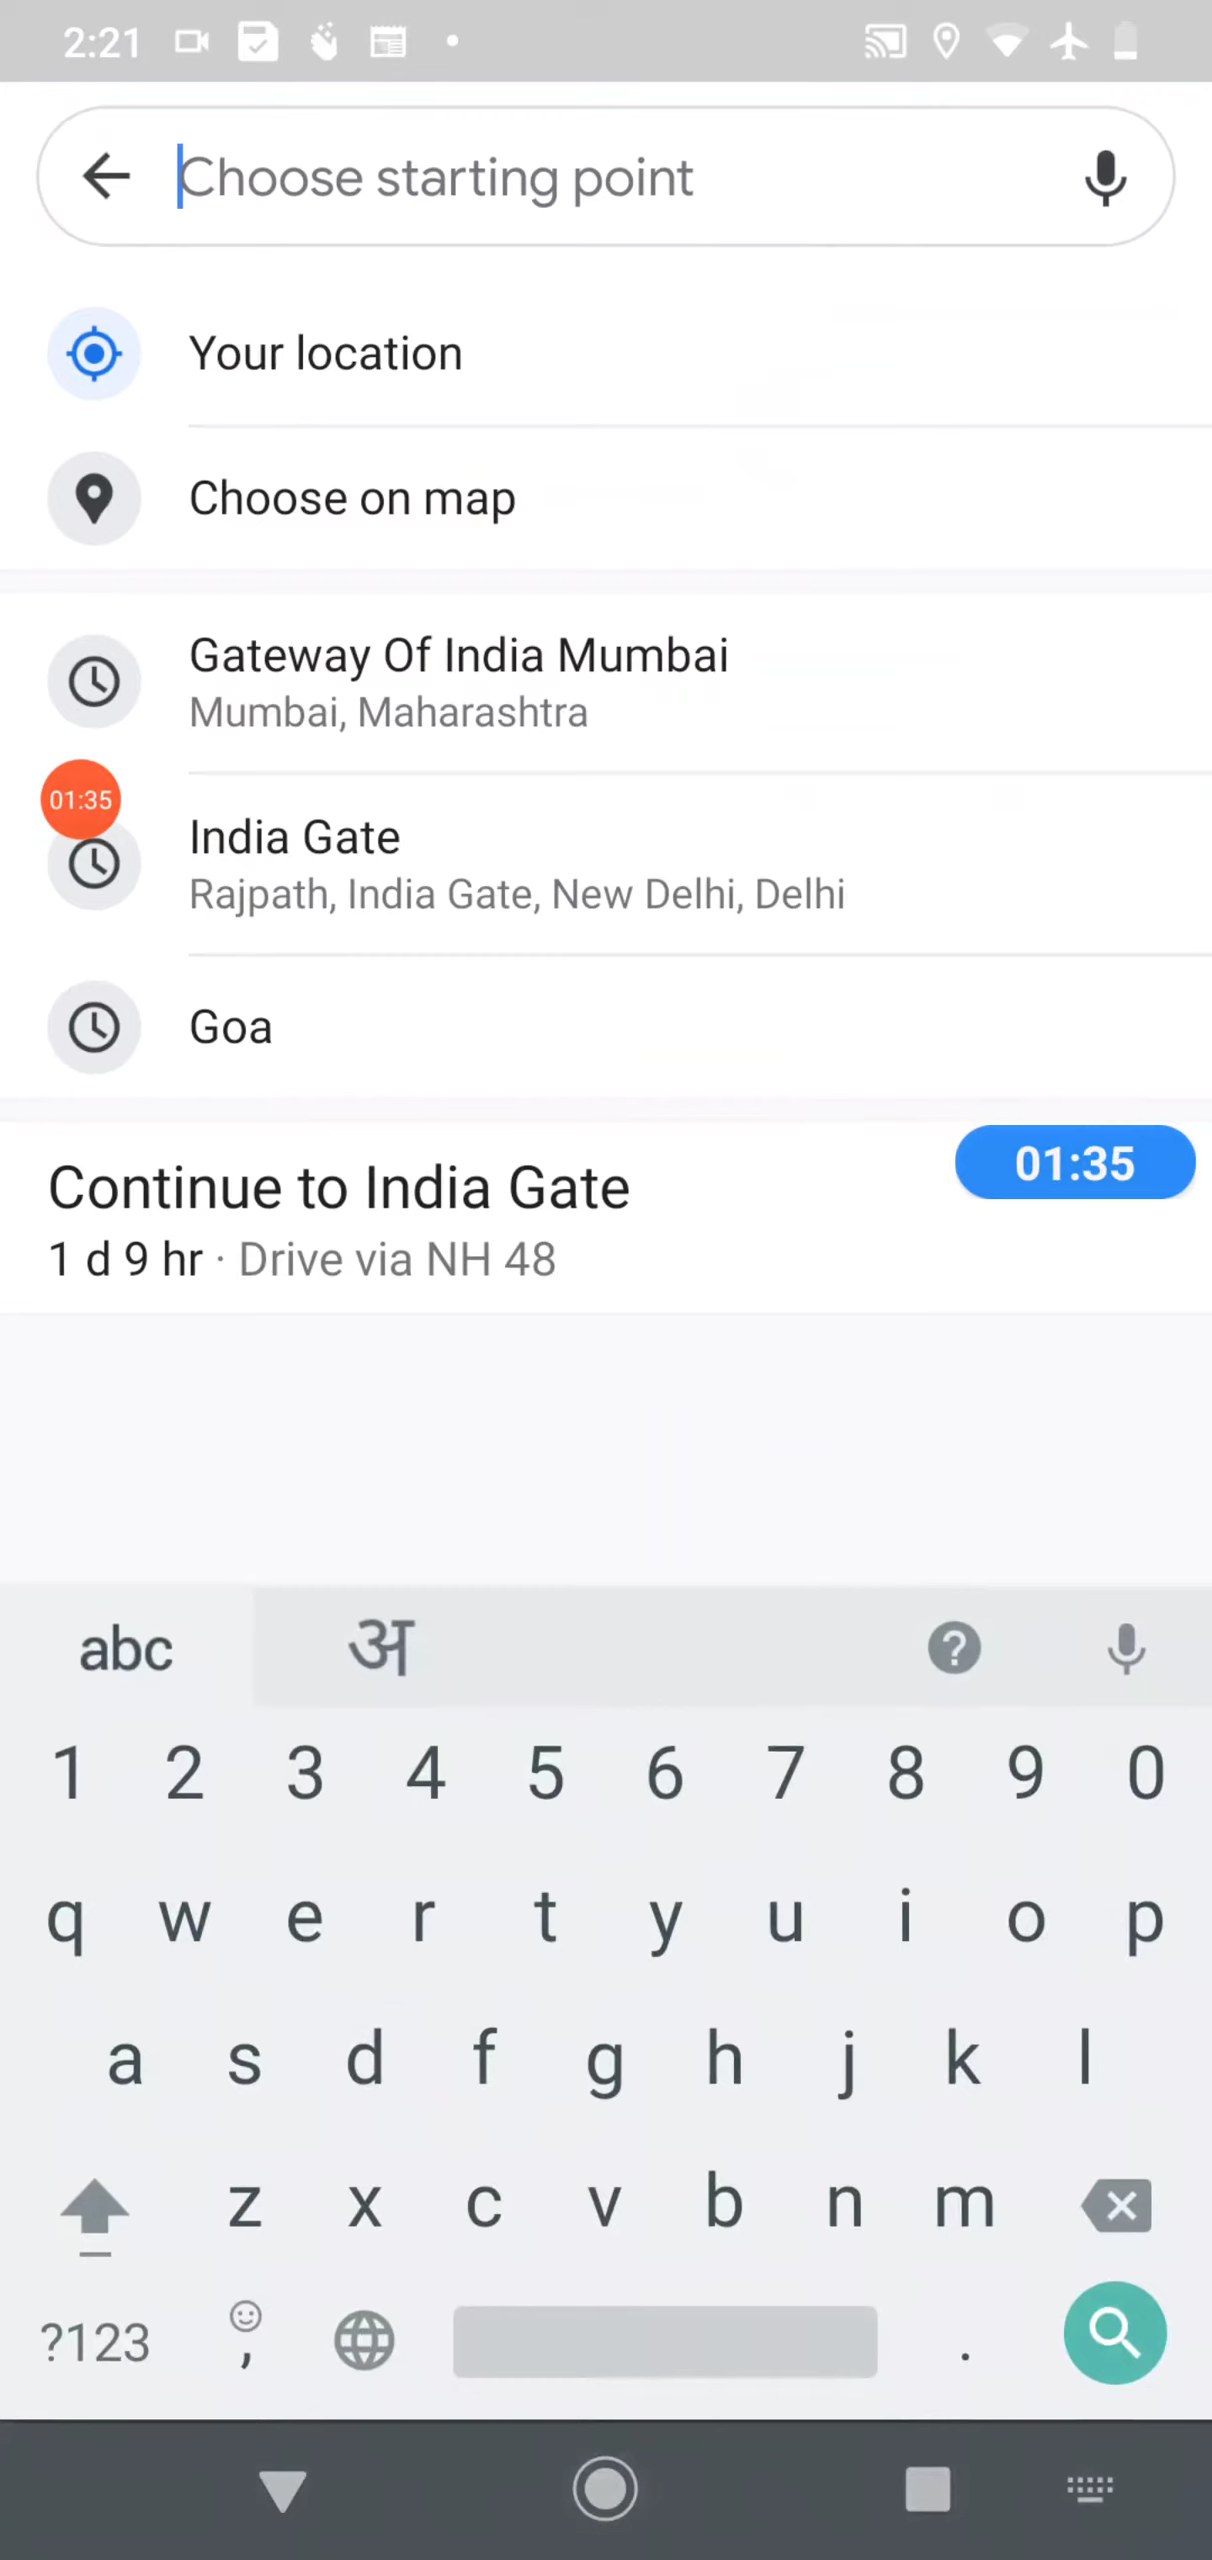 2:21
Choose starting point
Your location
Choose on map
Gateway Of India Mumbai
Mumbai, Maharashtra
01:35
India Gate
Rajpath, India Gate, New Delhi, Delhi
Goa
01:35
Continue to India Gate
1 d 9 hr · Drive via NH 48
abc अ ?
1 2 3 4 5 6 7 8 9 0
q w e r t y u i o p
a s d f g h j k l
z x c v b n m
?123 , .